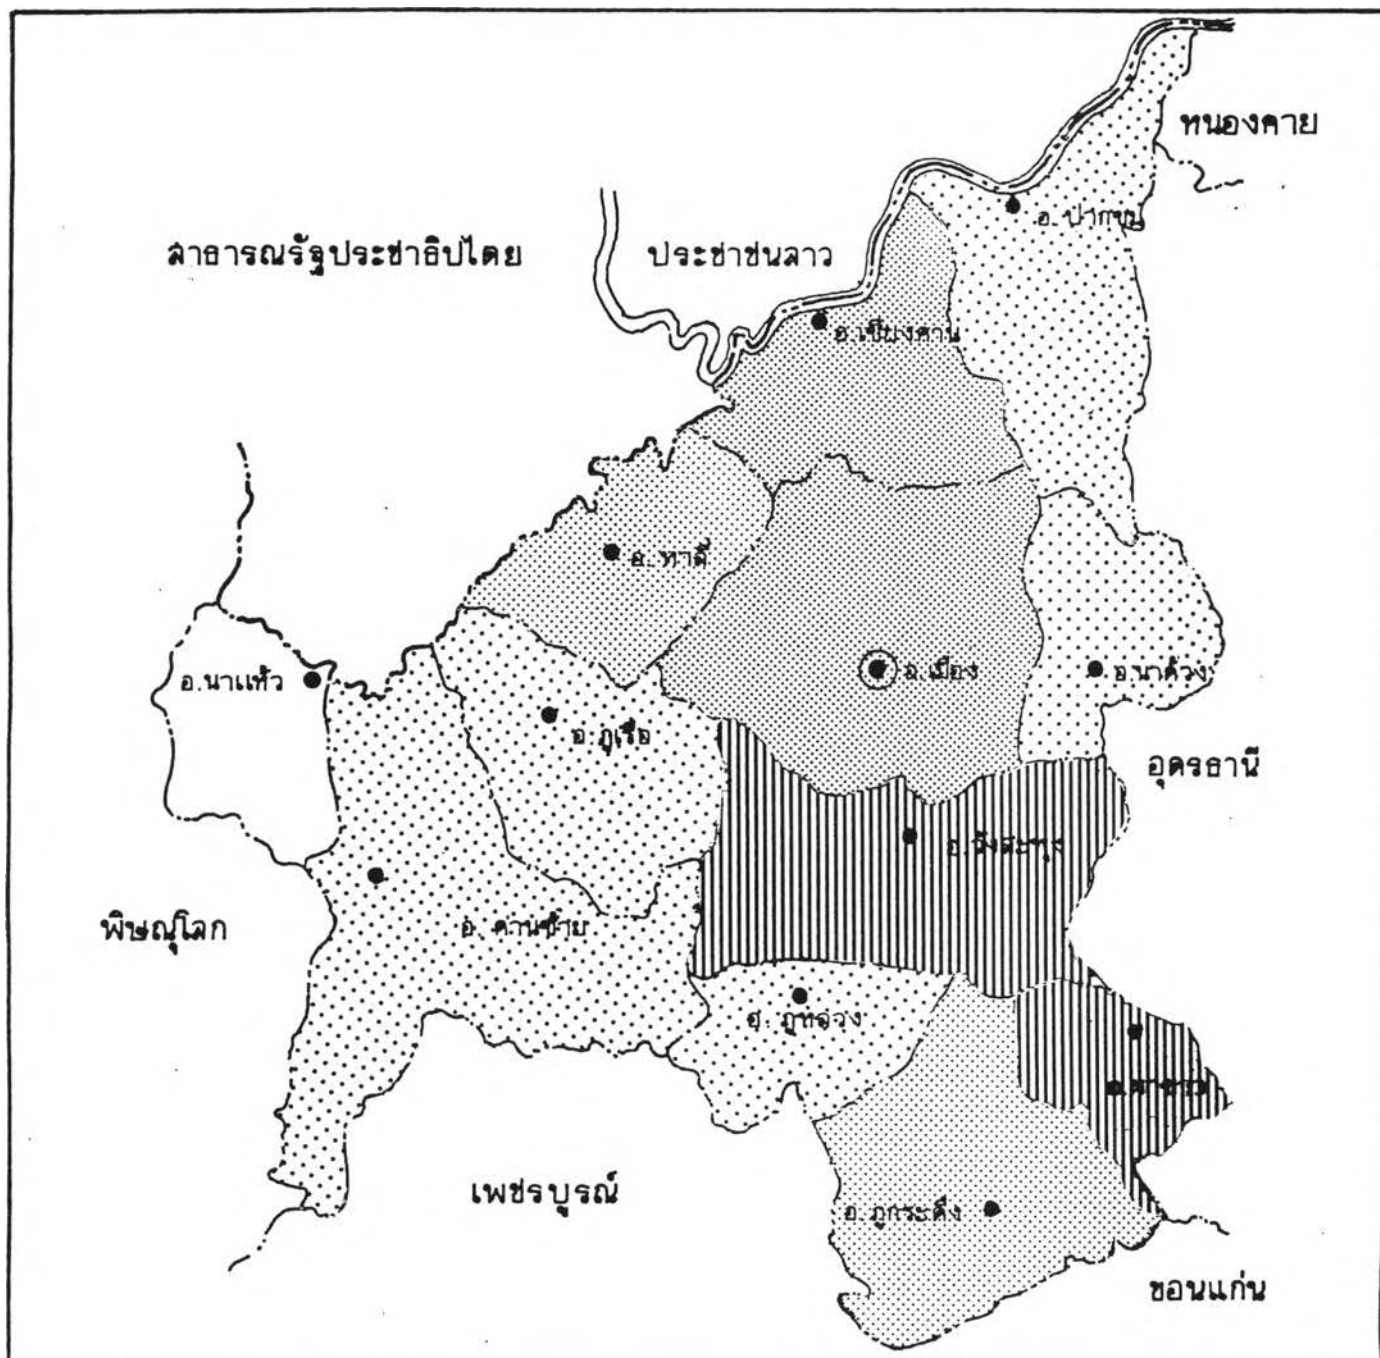 หนองคาย
อ. ปากชม
สาธารณรัฐประชาธิปไตย
ประชาชนลาว
อ.เชียงคาน
อ. ท่าลี่
อ.นาแห้ว
อ.เมือง
อ.นาด้วง
อ.ภูเรือ
อุดรธานี
อ.วังสะพุง
พิษณุโลก
อ. ด่านซ้าย
อ. ภูหลวง
อ.ผาขาว
เพชรบูรณ์
อ. ภูกระดึง
ขอนแก่น